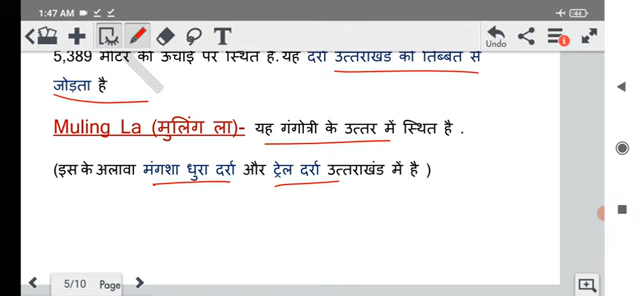 1:47 AM
44
Undo
5,389 मीटर की ऊंचाई पर स्थित है. यह दर्रा उत्तराखंड को तिब्बत से
जोड़ता है
Muling La (मुलिंग ला)- यह गंगोत्री के उत्तर में स्थित है .
(इस के अलावा मंगशा धुरा दर्रा और ट्रेल दर्रा उत्तराखंड में है )
5/10 Page